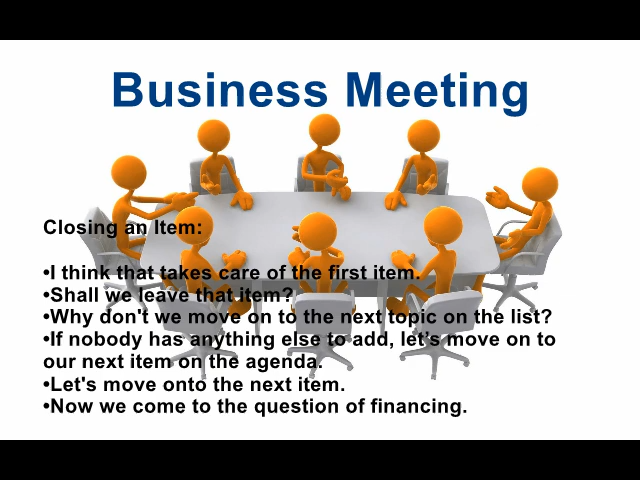 Business Meeting
Closing an Item:
•I think that takes care of the first item.
•Shall we leave that item?
•Why don't we move on to the next topic on the list?
•If nobody has anything else to add, let’s move on to
our next item on the agenda.
•Let's move onto the next item.
•Now we come to the question of financing.